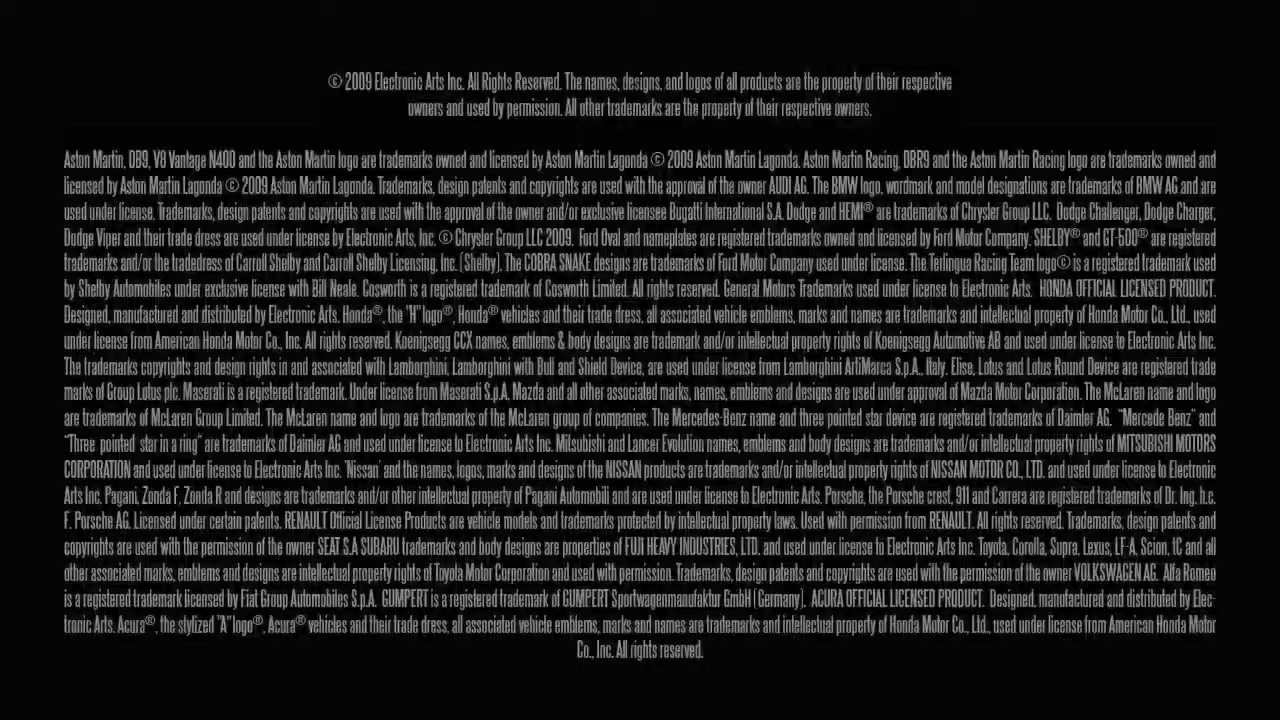 © 2009 Electronic Arts Inc. All Rights Reserved. The names, designs, and logos of all products are the property of their respective
owners and used by permission. All other trademarks are the property of their respective owners.
Aston Martin, DB9, V8 Vantage N400 and the Aston Martin logo are trademarks owned and licensed by Aston Martin Lagonda © 2009 Aston Martin Lagonda. Aston Martin Racing, DBR9 and the Aston Martin Racing logo are trademarks owned and
licensed by Aston Martin Lagonda © 2009 Aston Martin Lagonda. Trademarks, design patents and copyrights are used with the approval of the owner AUDI AG. The BMW logo, wordmark and model designations are trademarks of BMW AG and are
used under license. Trademarks, design patents and copyrights are used with the approval of the owner and/or exclusive licensee Bugatti International S.A. Dodge and HEMI® are trademarks of Chrysler Group LLC. Dodge Challenger, Dodge Charger,
Dodge Viper and their trade dress are used under license by Electronic Arts, Inc. © Chrysler Group LLC 2009. Ford Oval and nameplates are registered trademarks owned and licensed by Ford Motor Company. SHELBY® and GT-500® are registered
trademarks and/or the tradedress of Carroll Shelby and Carroll Shelby Licensing, Inc. (Shelby). The COBRA SNAKE designs are trademarks of Ford Motor Company used under license. The Terlingua Racing Team logo© is a registered trademark used
by Shelby Automobiles under exclusive license with Bill Neale. Cosworth is a registered trademark of Cosworth Limited. All rights reserved. General Motors Trademarks used under license to Electronic Arts. HONDA OFFICIAL LICENSED PRODUCT.
Designed, manufactured and distributed by Electronic Arts. Honda®, the "H" logo®, Honda® vehicles and their trade dress, all associated vehicle emblems, marks and names are trademarks and intellectual property of Honda Motor Co., Ltd., used
under license from American Honda Motor Co., Inc. All rights reserved. Koenigsegg CCX names, emblems & body designs are trademark and/or intellectual property rights of Koenigsegg Automotive AB and used under license to Electronic Arts Inc.
The trademarks copyrights and design rights in and associated with Lamborghini, Lamborghini with Bull and Shield Device, are used under license from Lamborghini ArtiMarca S.p.A., Italy. Elise, Lotus and Lotus Round Device are registered trade
marks of Group Lotus plc. Maserati is a registered trademark. Under license from Maserati S.p.A. Mazda and all other associated marks, names, emblems and designs are used under approval of Mazda Motor Corporation. The McLaren name and logo
are trademarks of McLaren Group Limited. The McLaren name and logo are trademarks of the McLaren group of companies. The Mercedes-Benz name and three pointed star device are registered trademarks of Daimler AG. "Mercede Benz" and
"Three pointed star in a ring" are trademarks of Daimler AG and used under license to Electronic Arts Inc. Mitsubishi and Lancer Evolution names, emblems and body designs are trademarks and/or intellectual property rights of MITSUBISHI MOTORS
CORPORATION and used under license to Electronic Arts Inc. 'Nissan' and the names, logos, marks and designs of the NISSAN products are trademarks and/or intellectual property rights of NISSAN MOTOR CO., LTD. and used under license to Electronic
Arts Inc. Pagani, Zonda F, Zonda R and designs are trademarks and/or other intellectual property of Pagani Automobili and are used under license to Electronic Arts. Porsche, the Porsche crest, 911 and Carrera are registered trademarks of Dr. Ing. h.c.
F. Porsche AG. Licensed under certain patents. RENAULT Official License Products are vehicle models and trademarks protected by intellectual property laws. Used with permission from RENAULT. All rights reserved. Trademarks, design patents and
copyrights are used with the permission of the owner SEAT S.A SUBARU trademarks and body designs are properties of FUJI HEAVY INDUSTRIES, LTD. and used under license to Electronic Arts Inc. Toyota, Corolla, Supra, Lexus, LF-A, Scion, tC and all
other associated marks, emblems and designs are intellectual property rights of Toyota Motor Corporation and used with permission. Trademarks, design patents and copyrights are used with the permission of the owner VOLKSWAGEN AG. Alfa Romeo
is a registered trademark licensed by Fiat Group Automobiles S.p.A. GUMPERT is a registered trademark of GUMPERT Sportwagenmanufaktur GmbH (Germany). ACURA OFFICIAL LICENSED PRODUCT. Designed, manufactured and distributed by Elec-
tronic Arts. Acura®, the stylized "A" logo®, Acura® vehicles and their trade dress, all associated vehicle emblems, marks and names are trademarks and intellectual property of Honda Motor Co., Ltd., used under license from American Honda Motor
Co., Inc. All rights reserved.